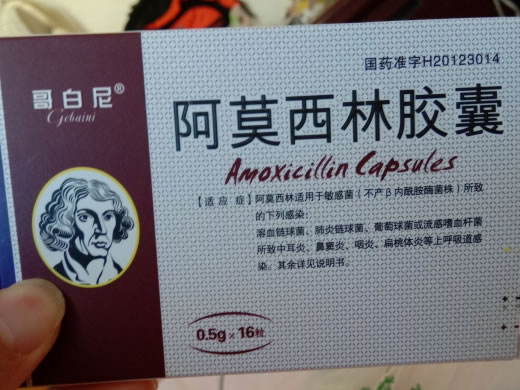 国药准字H20123014
哥白尼®
Gebaini
阿莫西林胶囊
Amoxicillin Capsules
【适应症】阿莫西林适用于敏感菌（不产β内酰胺酶菌株）所致
的下列感染:
溶血链球菌、肺炎链球菌、葡萄球菌或流感嗜血杆菌
所致中耳炎、鼻窦炎、咽炎、扁桃体炎等上呼吸道感
染。其余详见说明书。
0.5g×16粒